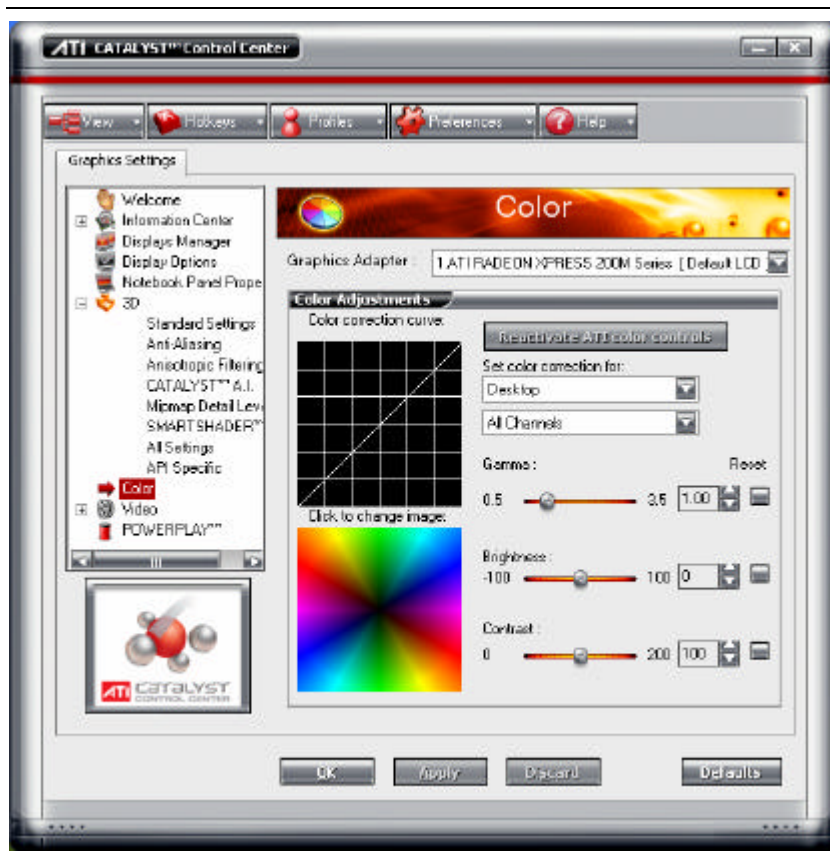 ATI CATALYST™ Control Center
View
Hotkeys
Profiles
Preferences
Help
Graphics Settings
Welcome
Information Center
Displays Manager
Display Options
Notebook Panel Prope
3D
Standard Settings
Anti-Aliasing
Anisotropic Filtering
CATALYST™ A.I.
Mipmap Detail Leve
SMARTSHADER™
All Settings
API Specific
Color
Video
POWERPLAY™
ATI CATALYST
CONTROL CENTER
Color
Graphics Adapter :
1.ATI RADEON XPRESS 200M Series [ Default LCD
Color Adjustments
Color correction curve:
Click to change image:
Reactivate ATI color controls
Set color correction for:
Desktop
All Channels
Gamma :
Reset
0.5
3.5
1.00
Brightness :
-100
100
0
Contrast :
0
200
100
OK
Apply
Discard
Defaults